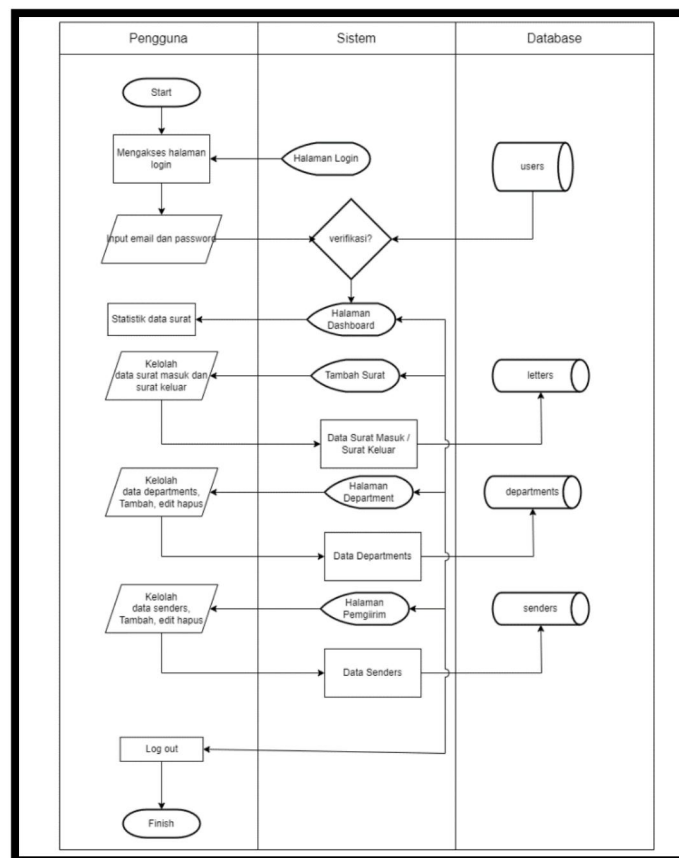 Pengguna
Sistem
Database
Start
Mengakses halaman
login
Halaman Login
users
Input email dan password
verifikasi?
Statistik data surat
Halaman
Dashboard
Kelolah
data surat masuk dan
surat keluar
Tambah Surat
letters
Data Surat Masuk /
Surat Keluar
Kelolah
data departments,
Tambah, edit hapus
Halaman
Department
departments
Data Departments
Kelolah
data senders,
Tambah, edit hapus
Halaman
Pemgiirim
senders
Data Senders
Log out
Finish